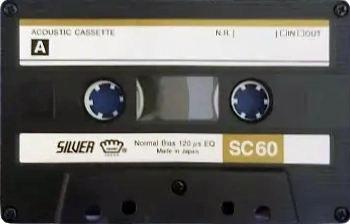 ACOUSTIC CASSETTE N.R. | | ☐ IN ☐ OUT
A
SILVER Normal Bias 120 μs EQ SC60
Made in Japan